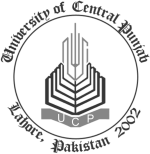 University of Central Punjab
UCP
Lahore, Pakistan 2002